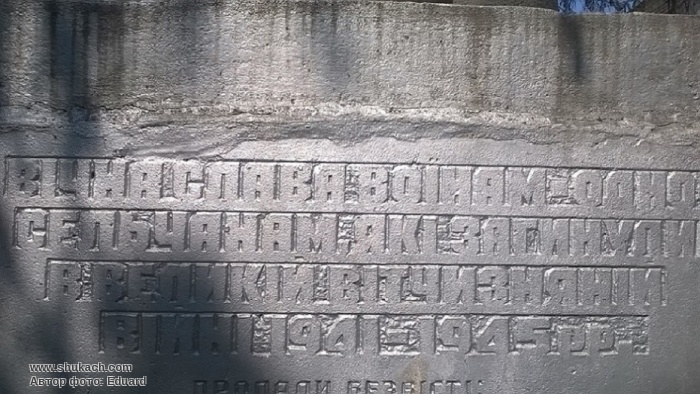 ВІЧНА СЛАВА ВОЇНАМ-ОДНО
СЕЛЬЧАНАМ, ЯКІ ЗАГИНУЛИ
В ВЕЛИКІЙ ВІТЧИЗНЯНІЙ
ВІЙНІ 1941-1945 рр.
ПРОПАЛИ БЕЗВІСТИ:
www.shukach.com
Автор фото: Eduard